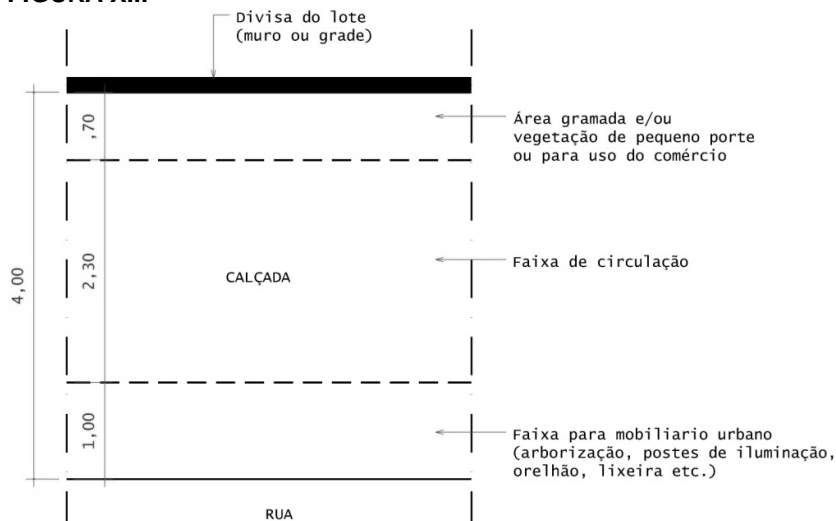 Divisa do lote
(muro ou grade)
,70
Área gramada e/ou
vegetação de pequeno porte
ou para uso do comércio
4,00
2,30
CALÇADA
Faixa de circulação
1,00
Faixa para mobiliario urbano
(arborização, postes de iluminação,
orelhão, lixeira etc.)
RUA